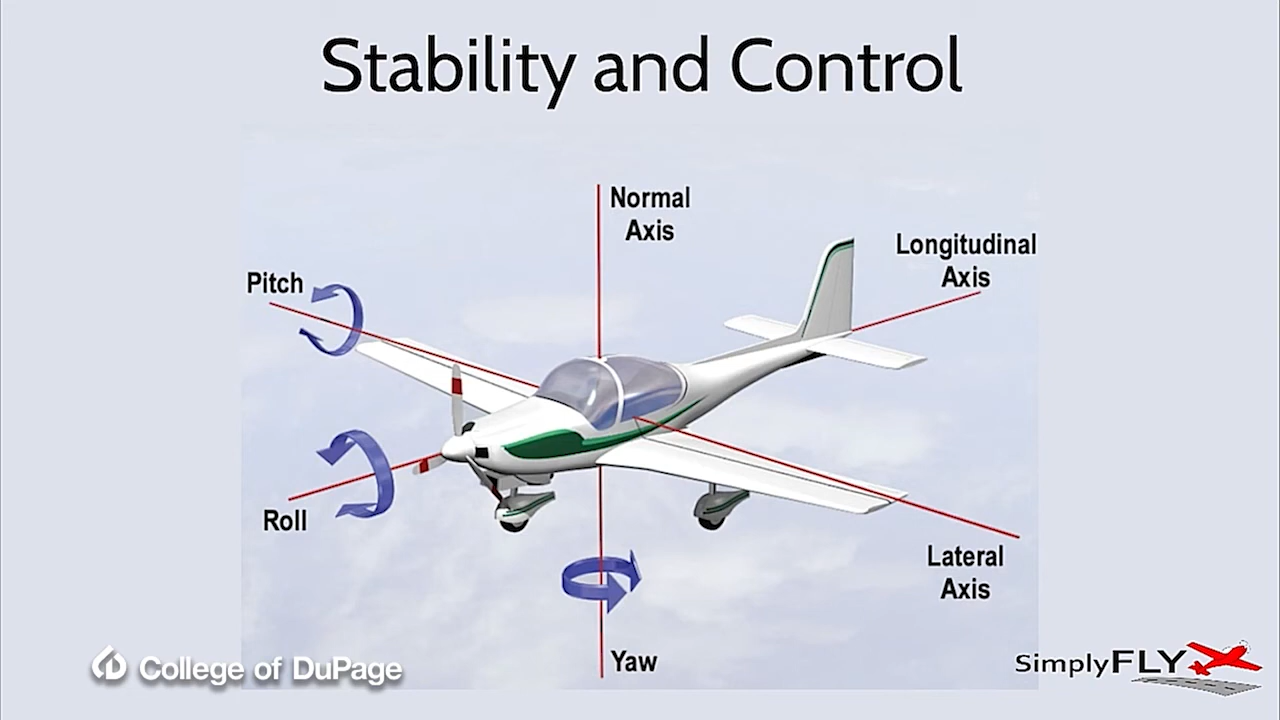 Stability and Control
Normal
Axis
Longitudinal
Axis
Pitch
Roll
Lateral
Axis
Yaw
College of DuPage
SimplyFLY